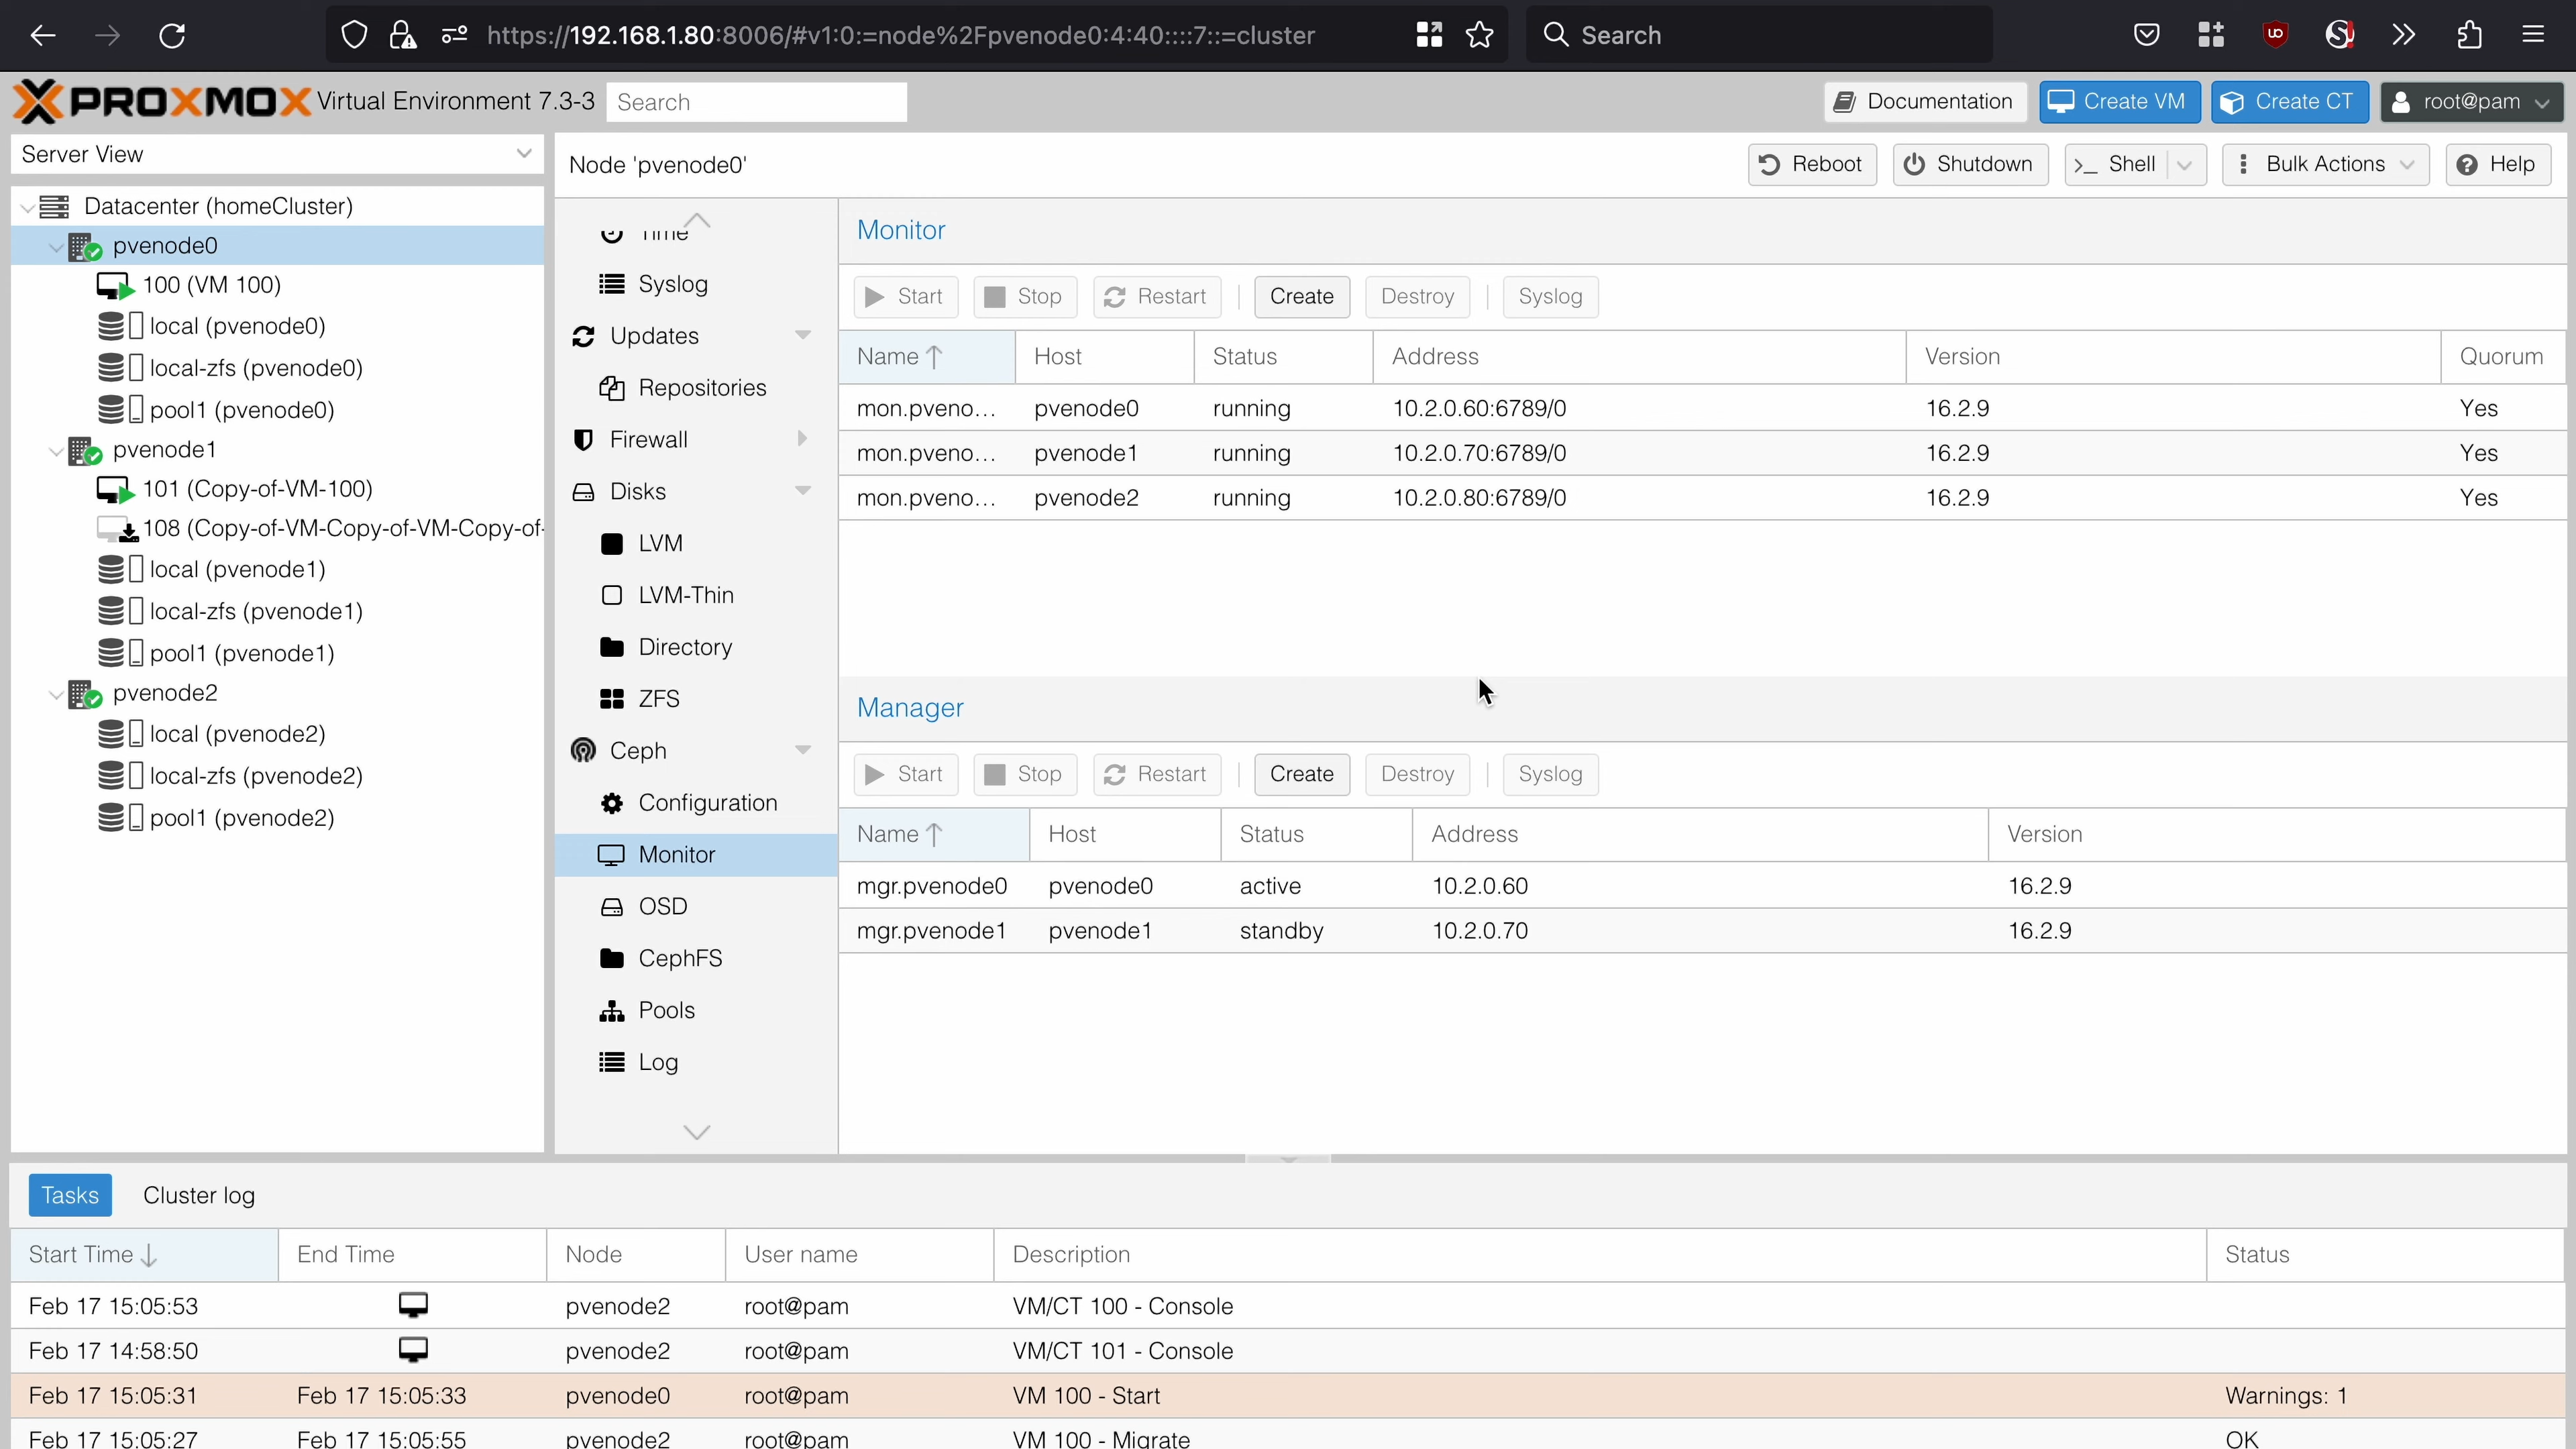 https://192.168.1.80:8006/#v1:0:=node%2Fpvenode0:4:40::::7::=cluster
Search
PROXMOX Virtual Environment 7.3-3
Search
Documentation
Create VM
Create CT
root@pam
Server View
Datacenter (homeCluster)
pvenode0
100 (VM 100)
local (pvenode0)
local-zfs (pvenode0)
pool1 (pvenode0)
pvenode1
101 (Copy-of-VM-100)
108 (Copy-of-VM-Copy-of-VM-Copy-of-
local (pvenode1)
local-zfs (pvenode1)
pool1 (pvenode1)
pvenode2
local (pvenode2)
local-zfs (pvenode2)
pool1 (pvenode2)
Node 'pvenode0'
Reboot
Shutdown
Shell
Bulk Actions
Help
Time
Syslog
Updates
Repositories
Firewall
Disks
LVM
LVM-Thin
Directory
ZFS
Ceph
Configuration
Monitor
OSD
CephFS
Pools
Log
Monitor
Start Stop Restart Create Destroy Syslog
Name Host Status Address Version Quorum
mon.pveno... pvenode0 running 10.2.0.60:6789/0 16.2.9 Yes
mon.pveno... pvenode1 running 10.2.0.70:6789/0 16.2.9 Yes
mon.pveno... pvenode2 running 10.2.0.80:6789/0 16.2.9 Yes
Manager
Start Stop Restart Create Destroy Syslog
Name Host Status Address Version
mgr.pvenode0 pvenode0 active 10.2.0.60 16.2.9
mgr.pvenode1 pvenode1 standby 10.2.0.70 16.2.9
Tasks Cluster log
Start Time End Time Node User name Description Status
Feb 17 15:05:53 pvenode2 root@pam VM/CT 100 - Console
Feb 17 14:58:50 pvenode2 root@pam VM/CT 101 - Console
Feb 17 15:05:31 Feb 17 15:05:33 pvenode0 root@pam VM 100 - Start Warnings: 1
Feb 17 15:05:27 Feb 17 15:05:55 pvenode2 root@pam VM 100 - Migrate OK